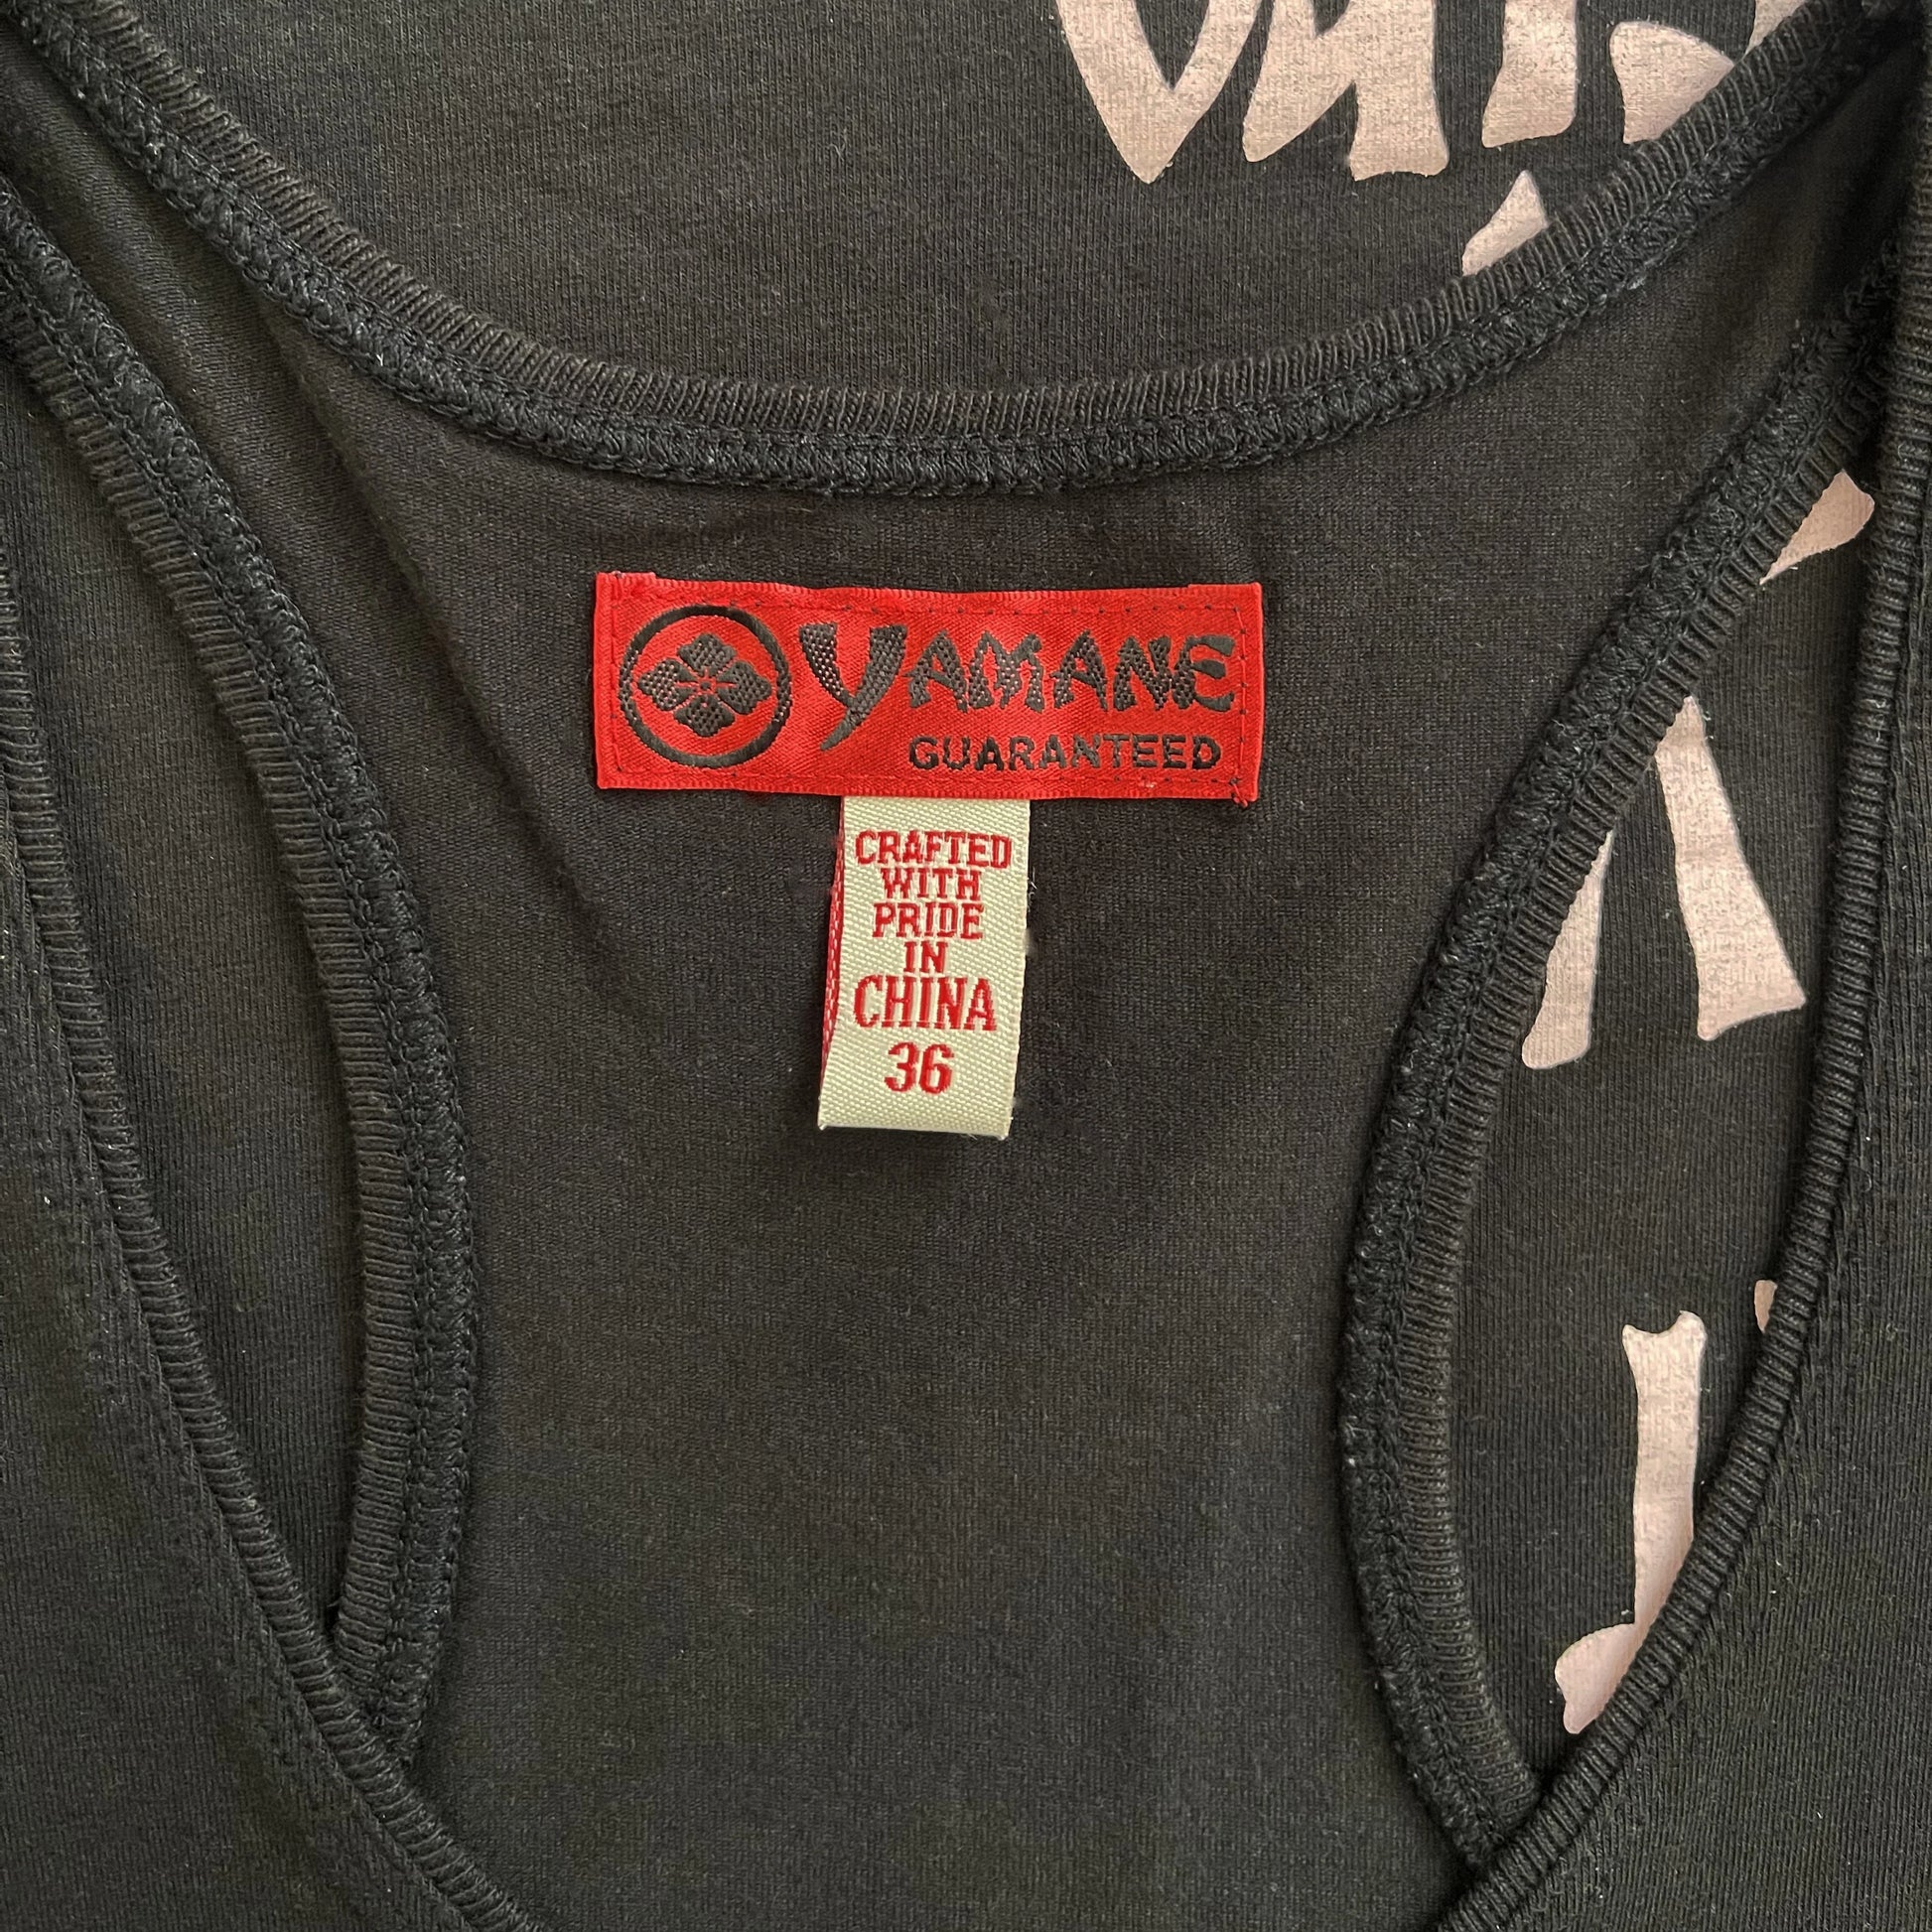 YAMANE
GUARANTEED
CRAFTED
WITH
PRIDE
IN
CHINA
36